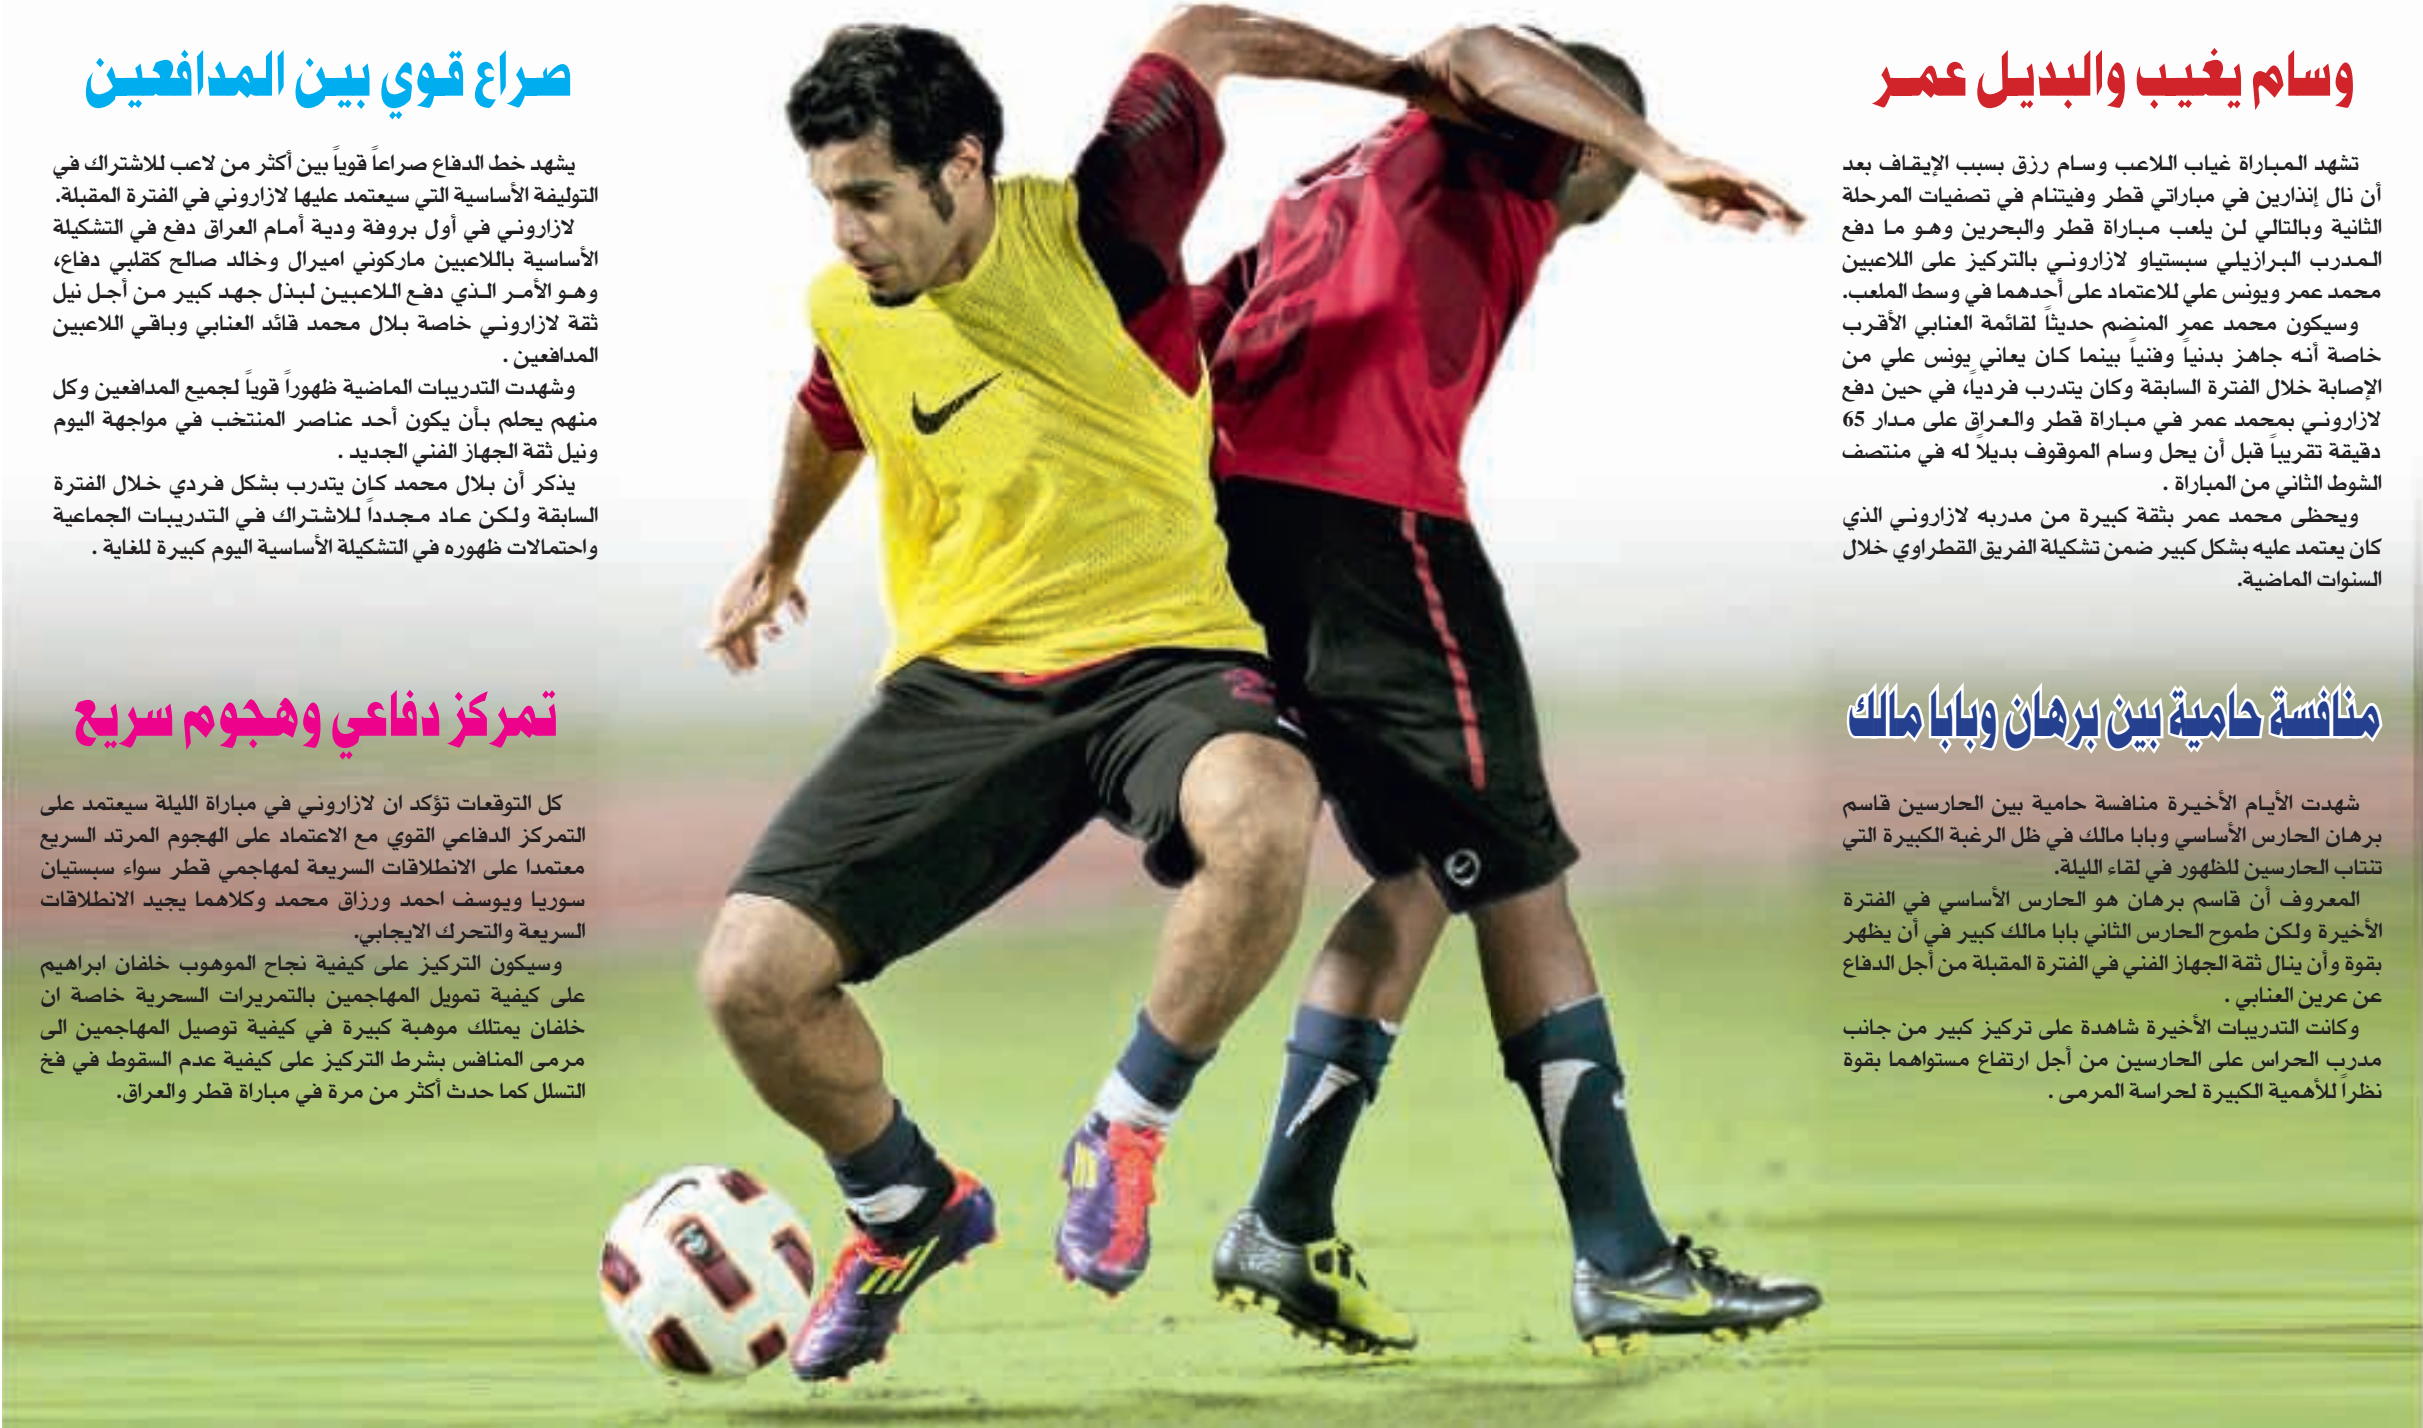 وسام يغيب والبديل عمر
تشهد المباراة غياب اللاعب وسام رزق بسبب الإيقاف بعد
أن نال إنذارين في مباراتي قطر وفيتنام في تصفيات المرحلة
الثانية وبالتالي لن يلعب مباراة قطر والبحرين وهو ما دفع
المدرب البرازيلي سبستياو لازاروني بالتركيز على اللاعبين
محمد عمر ويونس علي للاعتماد على أحدهما في وسط الملعب.
وسيكون محمد عمر المنضم حديثاً لقائمة العنابي الأقرب
خاصة أنه جاهز بدنياً وفنياً بينما كان يعاني يونس علي من
الإصابة خلال الفترة السابقة وكان يتدرب فردياً، في حين دفع
لازاروني بمحمد عمر في مباراة قطر والعراق على مدار 65
دقيقة تقريباً قبل أن يحل وسام الموقوف بديلاً له في منتصف
الشوط الثاني من المباراة .
ويحظى محمد عمر بثقة كبيرة من مدربه لازاروني الذي
كان يعتمد عليه بشكل كبير ضمن تشكيلة الفريق القطراوي خلال
السنوات الماضية.
منافسة حامية بين برهان وبابا مالك
شهدت الأيام الأخيرة منافسة حامية بين الحارسين قاسم
برهان الحارس الأساسي وبابا مالك في ظل الرغبة الكبيرة التي
تنتاب الحارسين للظهور في لقاء الليلة.
المعروف أن قاسم برهان هو الحارس الأساسي في الفترة
الأخيرة ولكن طموح الحارس الثاني بابا مالك كبير في أن يظهر
بقوة وأن ينال ثقة الجهاز الفني في الفترة المقبلة من أجل الدفاع
عن عرين العنابي .
وكانت التدريبات الأخيرة شاهدة على تركيز كبير من جانب
مدرب الحراس على الحارسين من أجل ارتفاع مستواهما بقوة
نظراً للأهمية الكبيرة لحراسة المرمى .
صراع قوي بين المدافعين
يشهد خط الدفاع صراعاً قوياً بين أكثر من لاعب للاشتراك في
التوليفة الأساسية التي سيعتمد عليها لازاروني في الفترة المقبلة.
لازاروني في أول بروفة ودية أمام العراق دفع في التشكيلة
الأساسية باللاعبين ماركوني اميرال وخالد صالح كقلبي دفاع،
وهو الأمر الذي دفع اللاعبين لبذل جهد كبير من أجل نيل
ثقة لازاروني خاصة بلال محمد قائد العنابي وباقي اللاعبين
المدافعين .
وشهدت التدريبات الماضية ظهوراً قوياً لجميع المدافعين وكل
منهم يحلم بأن يكون أحد عناصر المنتخب في مواجهة اليوم
ونيل ثقة الجهاز الفني الجديد .
يذكر أن بلال محمد كان يتدرب بشكل فردي خلال الفترة
السابقة ولكن عاد مجدداً للاشتراك في التدريبات الجماعية
واحتمالات ظهوره في التشكيلة الأساسية اليوم كبيرة للغاية .
تمركز دفاعي وهجوم سريع
كل التوقعات تؤكد ان لازاروني في مباراة الليلة سيعتمد على
التمركز الدفاعي القوي مع الاعتماد على الهجوم المرتد السريع
معتمدا على الانطلاقات السريعة لمهاجمي قطر سواء سبستيان
سوريا ويوسف احمد ورزاق محمد وكلاهما يجيد الانطلاقات
السريعة والتحرك الايجابي.
وسيكون التركيز على كيفية نجاح الموهوب خلفان ابراهيم
على كيفية تمويل المهاجمين بالتمريرات السحرية خاصة ان
خلفان يمتلك موهبة كبيرة في كيفية توصيل المهاجمين الى
مرمى المنافس بشرط التركيز على كيفية عدم السقوط في فخ
التسلل كما حدث أكثر من مرة في مباراة قطر والعراق.